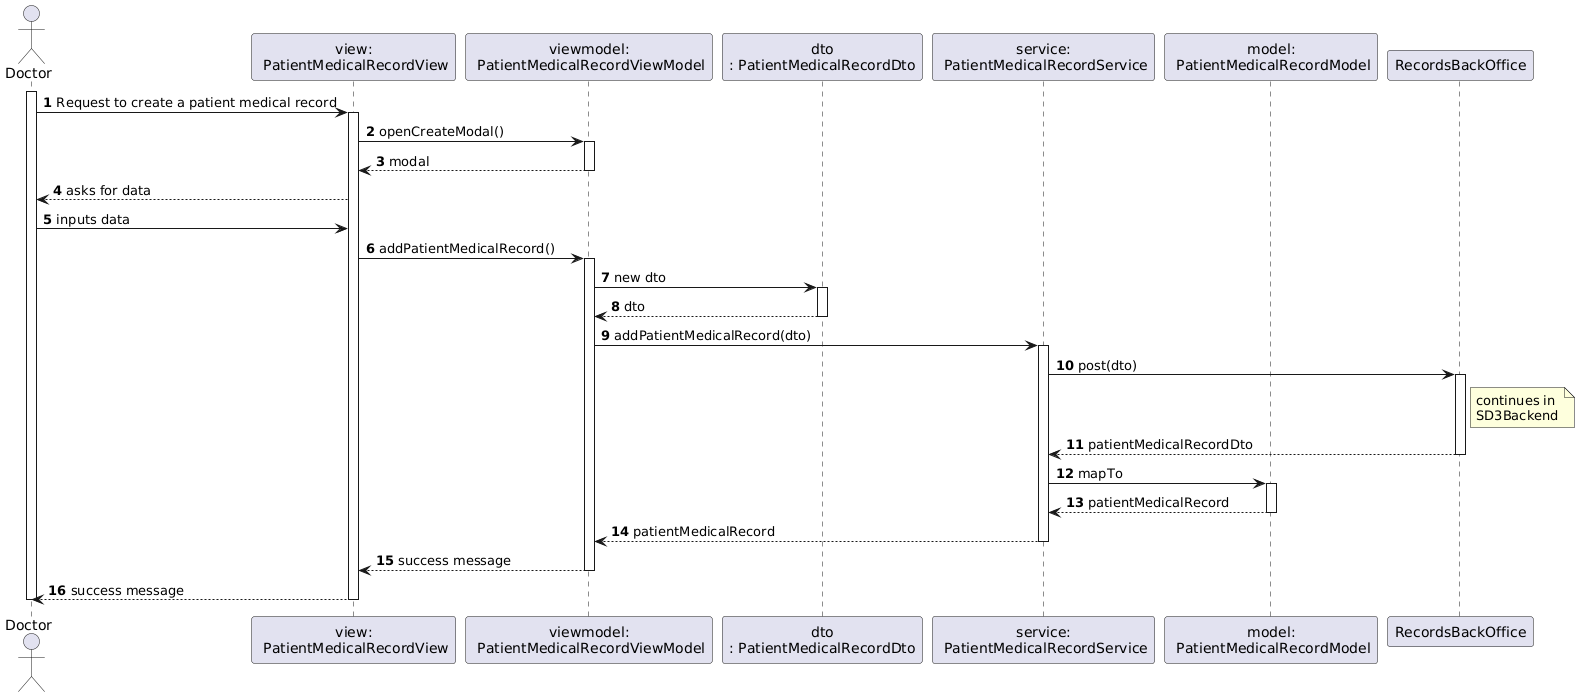 Doctor
view:
PatientMedicalRecordView
viewmodel:
PatientMedicalRecordViewModel
dto
: PatientMedicalRecordDto
service:
PatientMedicalRecordService
model:
PatientMedicalRecordModel
RecordsBackOffice
1 Request to create a patient medical record
2 openCreateModal()
3 modal
4 asks for data
5 inputs data
6 addPatientMedicalRecord()
7 new dto
8 dto
9 addPatientMedicalRecord(dto)
10 post(dto)
continues in
SD3Backend
11 patientMedicalRecordDto
12 mapTo
13 patientMedicalRecord
14 patientMedicalRecord
15 success message
16 success message
Doctor
view:
PatientMedicalRecordView
viewmodel:
PatientMedicalRecordViewModel
dto
: PatientMedicalRecordDto
service:
PatientMedicalRecordService
model:
PatientMedicalRecordModel
RecordsBackOffice